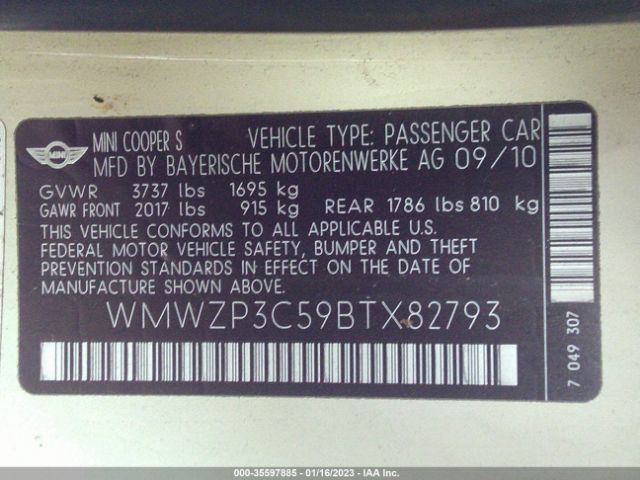 MINI
MINI COOPER S VEHICLE TYPE: PASSENGER CAR
MFD BY BAYERISCHE MOTORENWERKE AG 09/10
GVWR 3737 lbs 1695 kg
GAWR FRONT 2017 lbs 915 kg REAR 1786 lbs 810 kg
THIS VEHICLE CONFORMS TO ALL APPLICABLE U.S.
FEDERAL MOTOR VEHICLE SAFETY, BUMPER AND THEFT
PREVENTION STANDARDS IN EFFECT ON THE DATE OF
MANUFACTURE SHOWN ABOVE.
WMWZP3C59BTX82793
7 049 307
000-35597885 - 01/16/2023 - IAA Inc.